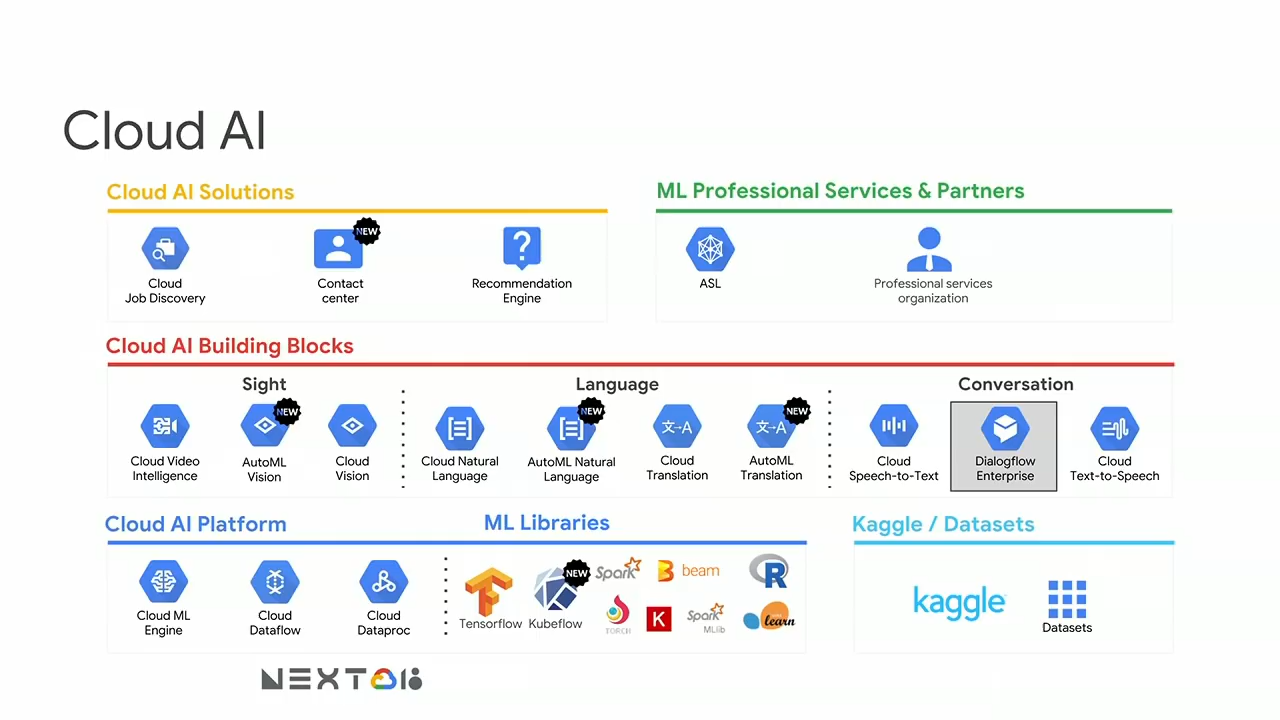 Cloud AI
Cloud AI Solutions
NEW
Cloud
Job Discovery
Contact
center
Recommendation
Engine
ML Professional Services & Partners
ASL
Professional services
organization
Cloud AI Building Blocks
Sight
Cloud Video
Intelligence
NEW
AutoML
Vision
Cloud
Vision
Language
Cloud Natural
Language
NEW
AutoML Natural
Language
文→A
Cloud
Translation
文→A
NEW
AutoML
Translation
Conversation
Cloud
Speech-to-Text
Dialogflow
Enterprise
Cloud
Text-to-Speech
Cloud AI Platform
Cloud ML
Engine
Cloud
Dataflow
Cloud
Dataproc
ML Libraries
Tensorflow
NEW
Kubeflow
Spark
beam
R
TORCH
K
Spark
MLlib
learn
Kaggle / Datasets
kaggle
Datasets
NEXT 18